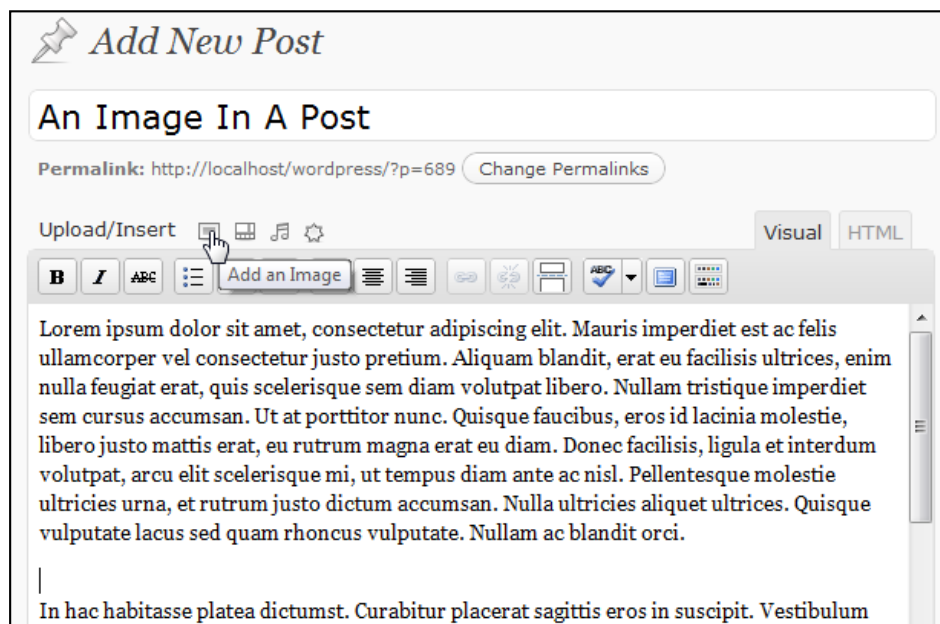 Add New Post
An Image In A Post
Permalink: http://localhost/wordpress/?p=689 Change Permalinks
Upload/Insert Visual HTML
B I ABC Add an Image ABC
Lorem ipsum dolor sit amet, consectetur adipiscing elit. Mauris imperdiet est ac felis
ullamcorper vel consectetur justo pretium. Aliquam blandit, erat eu facilisis ultrices, enim
nulla feugiat erat, quis scelerisque sem diam volutpat libero. Nullam tristique imperdiet
sem cursus accumsan. Ut at porttitor nunc. Quisque faucibus, eros id lacinia molestie,
libero justo mattis erat, eu rutrum magna erat eu diam. Donec facilisis, ligula et interdum
volutpat, arcu elit scelerisque mi, ut tempus diam ante ac nisl. Pellentesque molestie
ultricies urna, et rutrum justo dictum accumsan. Nulla ultricies aliquet ultrices. Quisque
vulputate lacus sed quam rhoncus vulputate. Nullam ac blandit orci.
In hac habitasse platea dictumst. Curabitur placerat sagittis eros in suscipit. Vestibulum